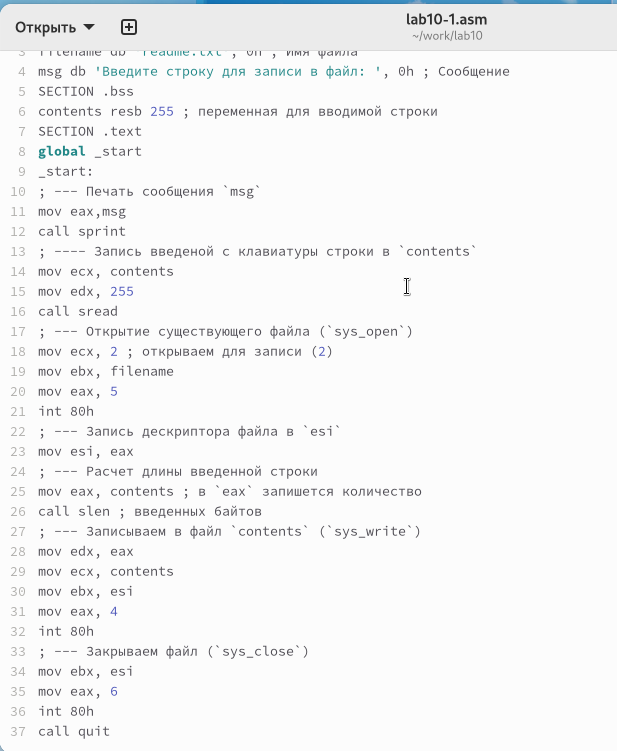 Открыть
lab10-1.asm
~/work/lab10
3 filename db 'readme.txt', 0h ; Имя файла
4 msg db 'Введите строку для записи в файл: ', 0h ; Сообщение
5 SECTION .bss
6 contents resb 255 ; переменная для вводимой строки
7 SECTION .text
8 global _start
9 _start:
10 ; --- Печать сообщения `msg`
11 mov eax,msg
12 call sprint
13 ; ---- Запись введеной с клавиатуры строки в `contents`
14 mov ecx, contents
15 mov edx, 255
16 call sread
17 ; --- Открытие существующего файла (`sys_open`)
18 mov ecx, 2 ; открываем для записи (2)
19 mov ebx, filename
20 mov eax, 5
21 int 80h
22 ; --- Запись дескриптора файла в `esi`
23 mov esi, eax
24 ; --- Расчет длины введенной строки
25 mov eax, contents ; в `eax` запишется количество
26 call slen ; введенных байтов
27 ; --- Записываем в файл `contents` (`sys_write`)
28 mov edx, eax
29 mov ecx, contents
30 mov ebx, esi
31 mov eax, 4
32 int 80h
33 ; --- Закрываем файл (`sys_close`)
34 mov ebx, esi
35 mov eax, 6
36 int 80h
37 call quit